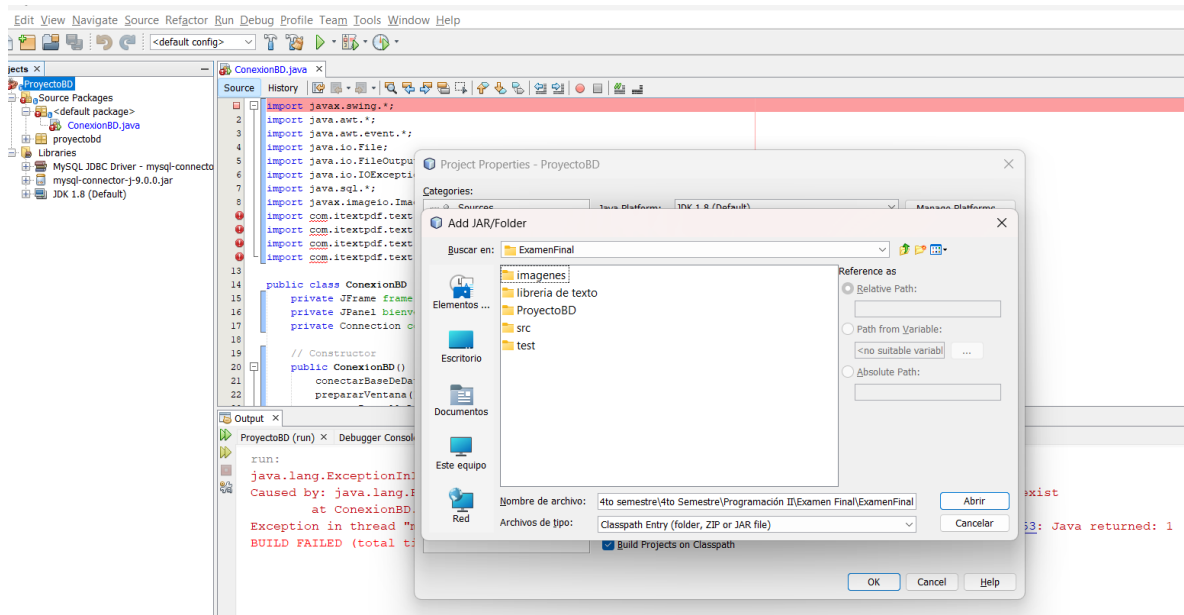 Edit View Navigate Source Refactor Run Debug Profile Team Tools Window Help
<default config>
jects ×
ProyectoBD
Source Packages
<default package>
ConexionBD.java
proyectobd
Libraries
MySQL JDBC Driver - mysql-connecto
mysql-connector-j-9.0.0.jar
JDK 1.8 (Default)
ConexionBD.java ×
Source History
import javax.swing.*;
2 import java.awt.*;
3 import java.awt.event.*;
4 import java.io.File;
5 import java.io.FileOutpu
6 import java.io.IOExcepti
7 import java.sql.*;
8 import javax.imageio.Imag
import com.itextpdf.text
import com.itextpdf.text
import com.itextpdf.text
import com.itextpdf.text
13
14 public class ConexionBD
15 private JFrame frame
16 private JPanel bienv
17 private Connection c
18
19 // Constructor
20 public ConexionBD()
21 conectarBaseDeDa
22 prepararVentana(
Output ×
ProyectoBD (run) × Debugger Consol
run:
java.lang.ExceptionInI
Caused by: java.lang.
xist
at ConexionBD.
Exception in thread "m
53: Java returned: 1
BUILD FAILED (total ti
Project Properties - ProyectoBD
Categories:
Sources
Java Platform: JDK 1.8 (Default)
Manage Platforms...
Add JAR/Folder
Buscar en: ExamenFinal
Elementos ...
Escritorio
Documentos
Este equipo
Red
imagenes
libreria de texto
ProyectoBD
src
test
Reference as
Relative Path:
Path from Variable:
<no suitable variabl ...
Absolute Path:
Nombre de archivo: 4to semestre\4to Semestre\Programación II\Examen Final\ExamenFinal Abrir
Archivos de tipo: Classpath Entry (folder, ZIP or JAR file) Cancelar
Build Projects on Classpath
OK Cancel Help